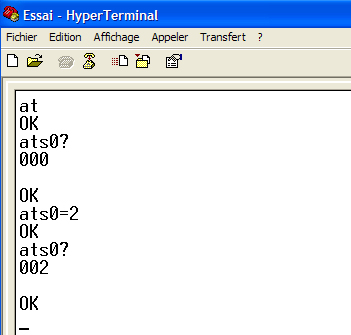 Essai - HyperTerminal
Fichier Edition Affichage Appeler Transfert ?
at
OK
ats0?
000
OK
ats0=2
OK
ats0?
002
OK
_